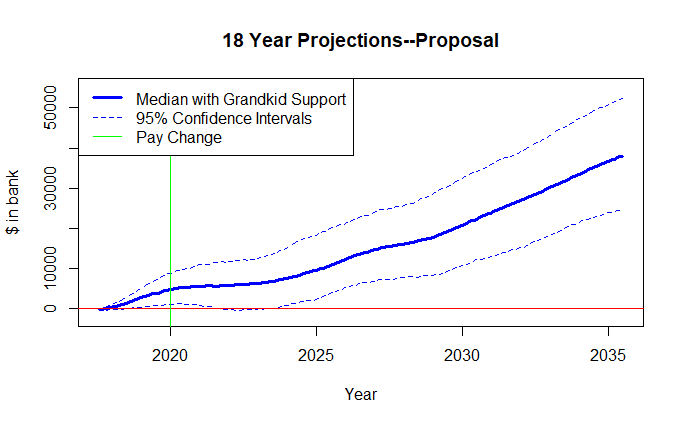 18 Year Projections--Proposal
Median with Grandkid Support
95% Confidence Intervals
Pay Change
$ in bank
50000
30000
10000
0
2020 2025 2030 2035
Year